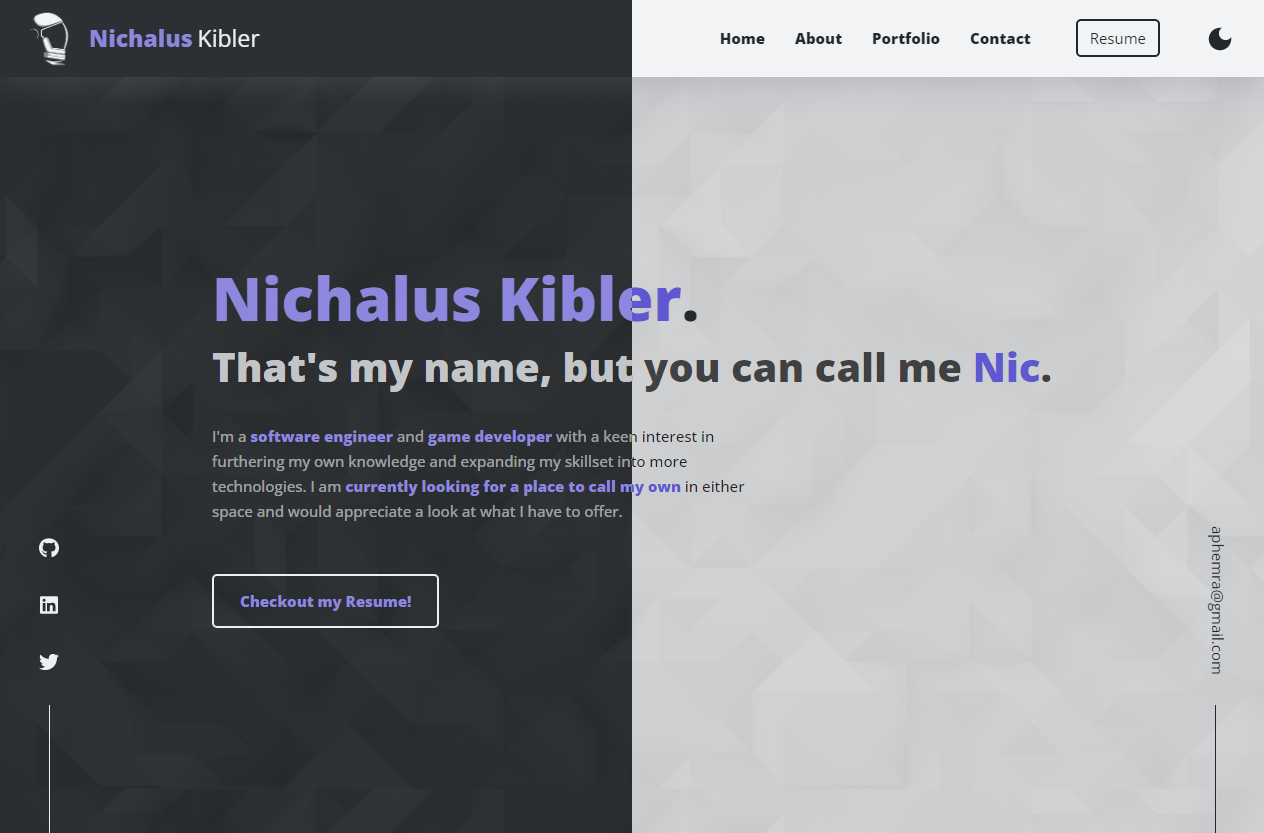 Nichalus Kibler
Home About Portfolio Contact Resume
Nichalus Kibler.
That's my name, but you can call me Nic.
I'm a software engineer and game developer with a keen interest in
furthering my own knowledge and expanding my skillset into more
technologies. I am currently looking for a place to call my own in either
space and would appreciate a look at what I have to offer.
Checkout my Resume!
aphemra@gmail.com